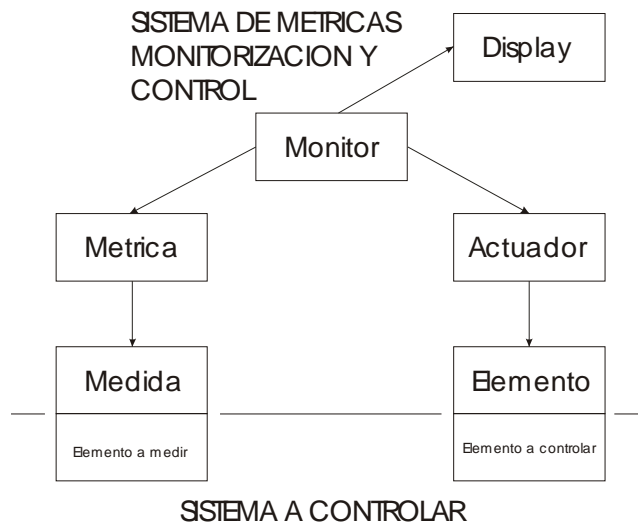 SISTEMA DE METRICAS
MONITORIZACION Y
CONTROL
Display
Monitor
Metrica
Actuador
Medida
Elemento
Elemento a medir
Elemento a controlar
SISTEMA A CONTROLAR